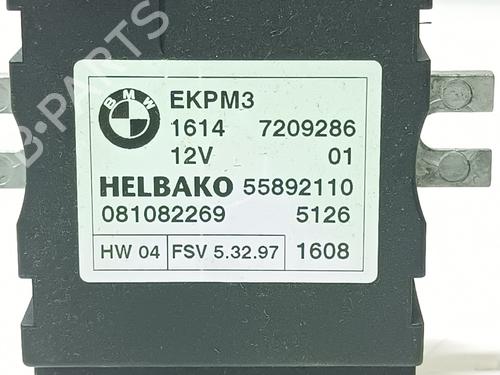 B-PARTS
BMW
EKPM3
1614 7209286
12V 01
HELBAKO 55892110
081082269 5126
HW 04 FSV 5.32.97 1608